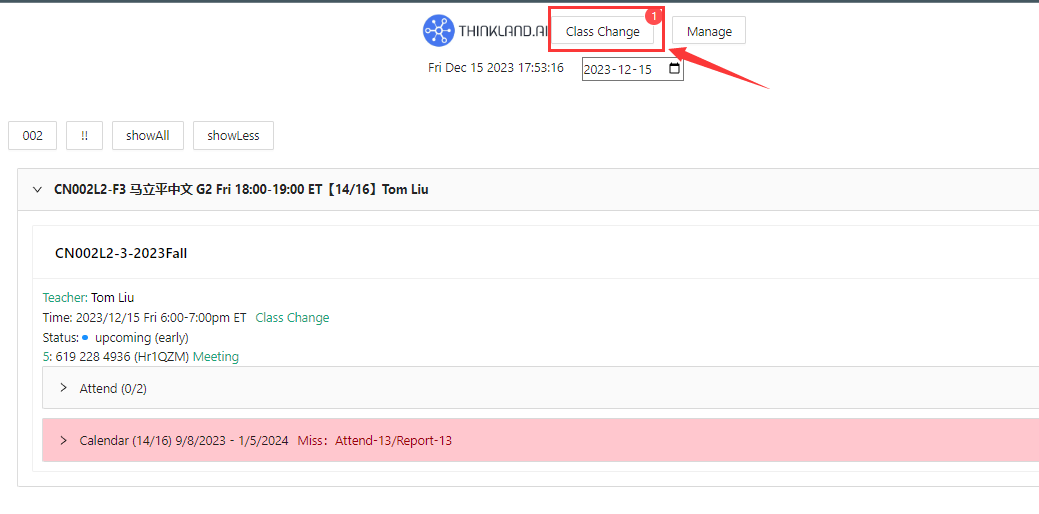 THINKLAND.AI Class Change 1 Manage
Fri Dec 15 2023 17:53:16 2023-12-15
002 !! showAll showLess
CN002L2-F3 马立平中文 G2 Fri 18:00-19:00 ET【14/16】Tom Liu
CN002L2-3-2023Fall
Teacher: Tom Liu
Time: 2023/12/15 Fri 6:00-7:00pm ET Class Change
Status: upcoming (early)
5: 619 228 4936 (Hr1QZM) Meeting
Attend (0/2)
Calendar (14/16) 9/8/2023 - 1/5/2024 Miss：Attend-13/Report-13